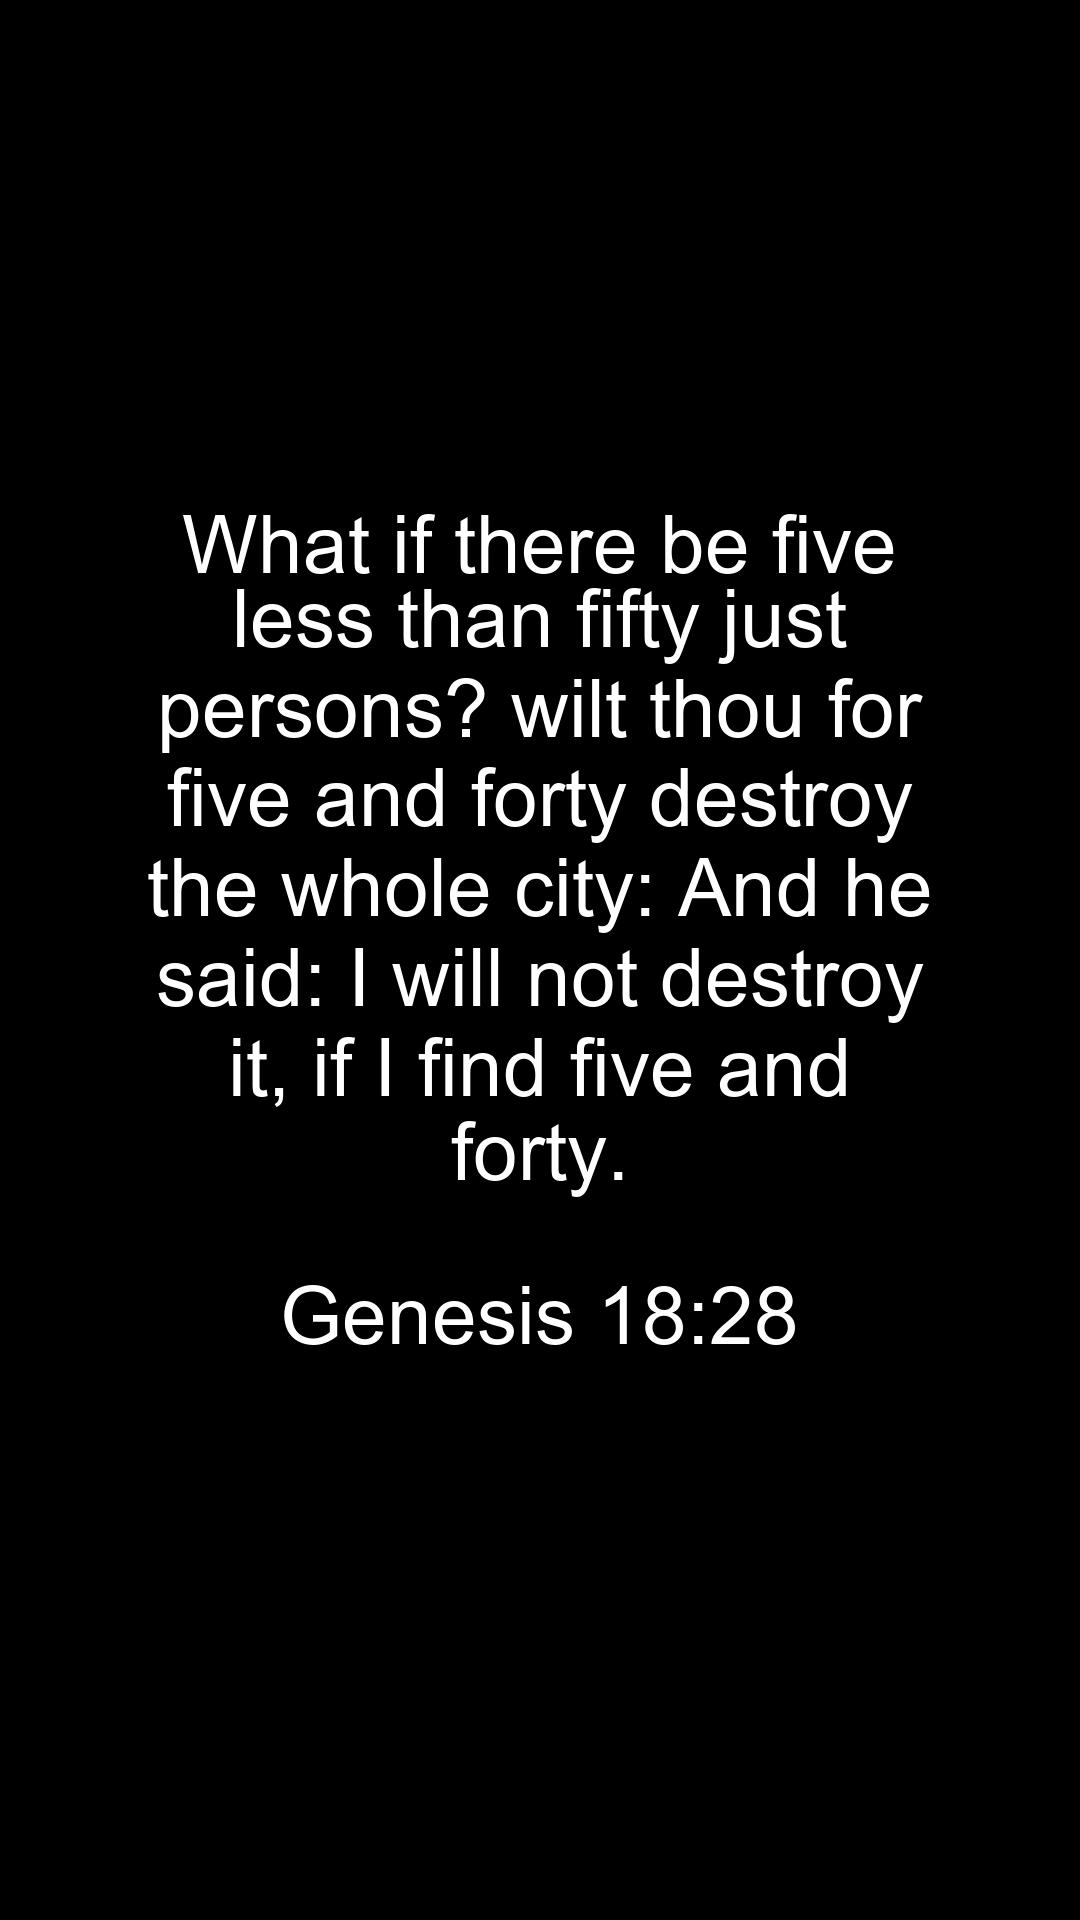 What if there be five
less than fifty just
persons? wilt thou for
five and forty destroy
the whole city: And he
said: I will not destroy
it, if I find five and
forty.
Genesis 18:28